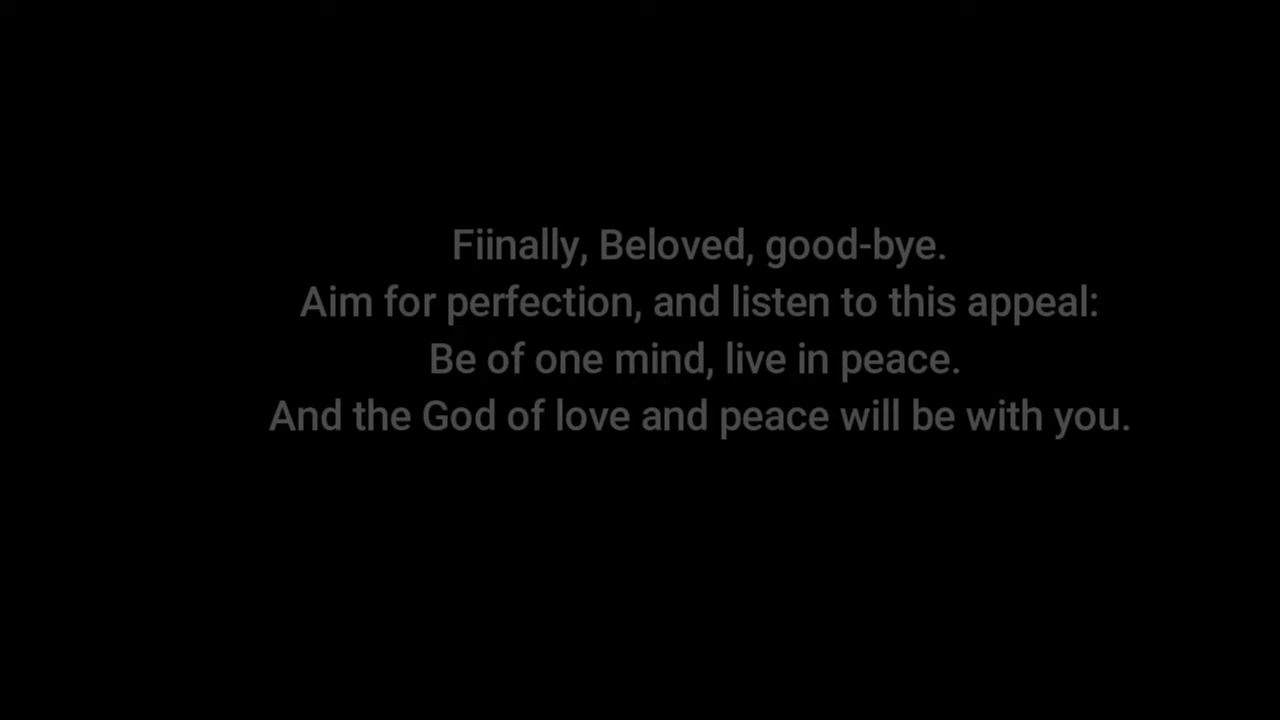 Fiinally, Beloved, good-bye.
Aim for perfection, and listen to this appeal:
Be of one mind, live in peace.
And the God of love and peace will be with you.